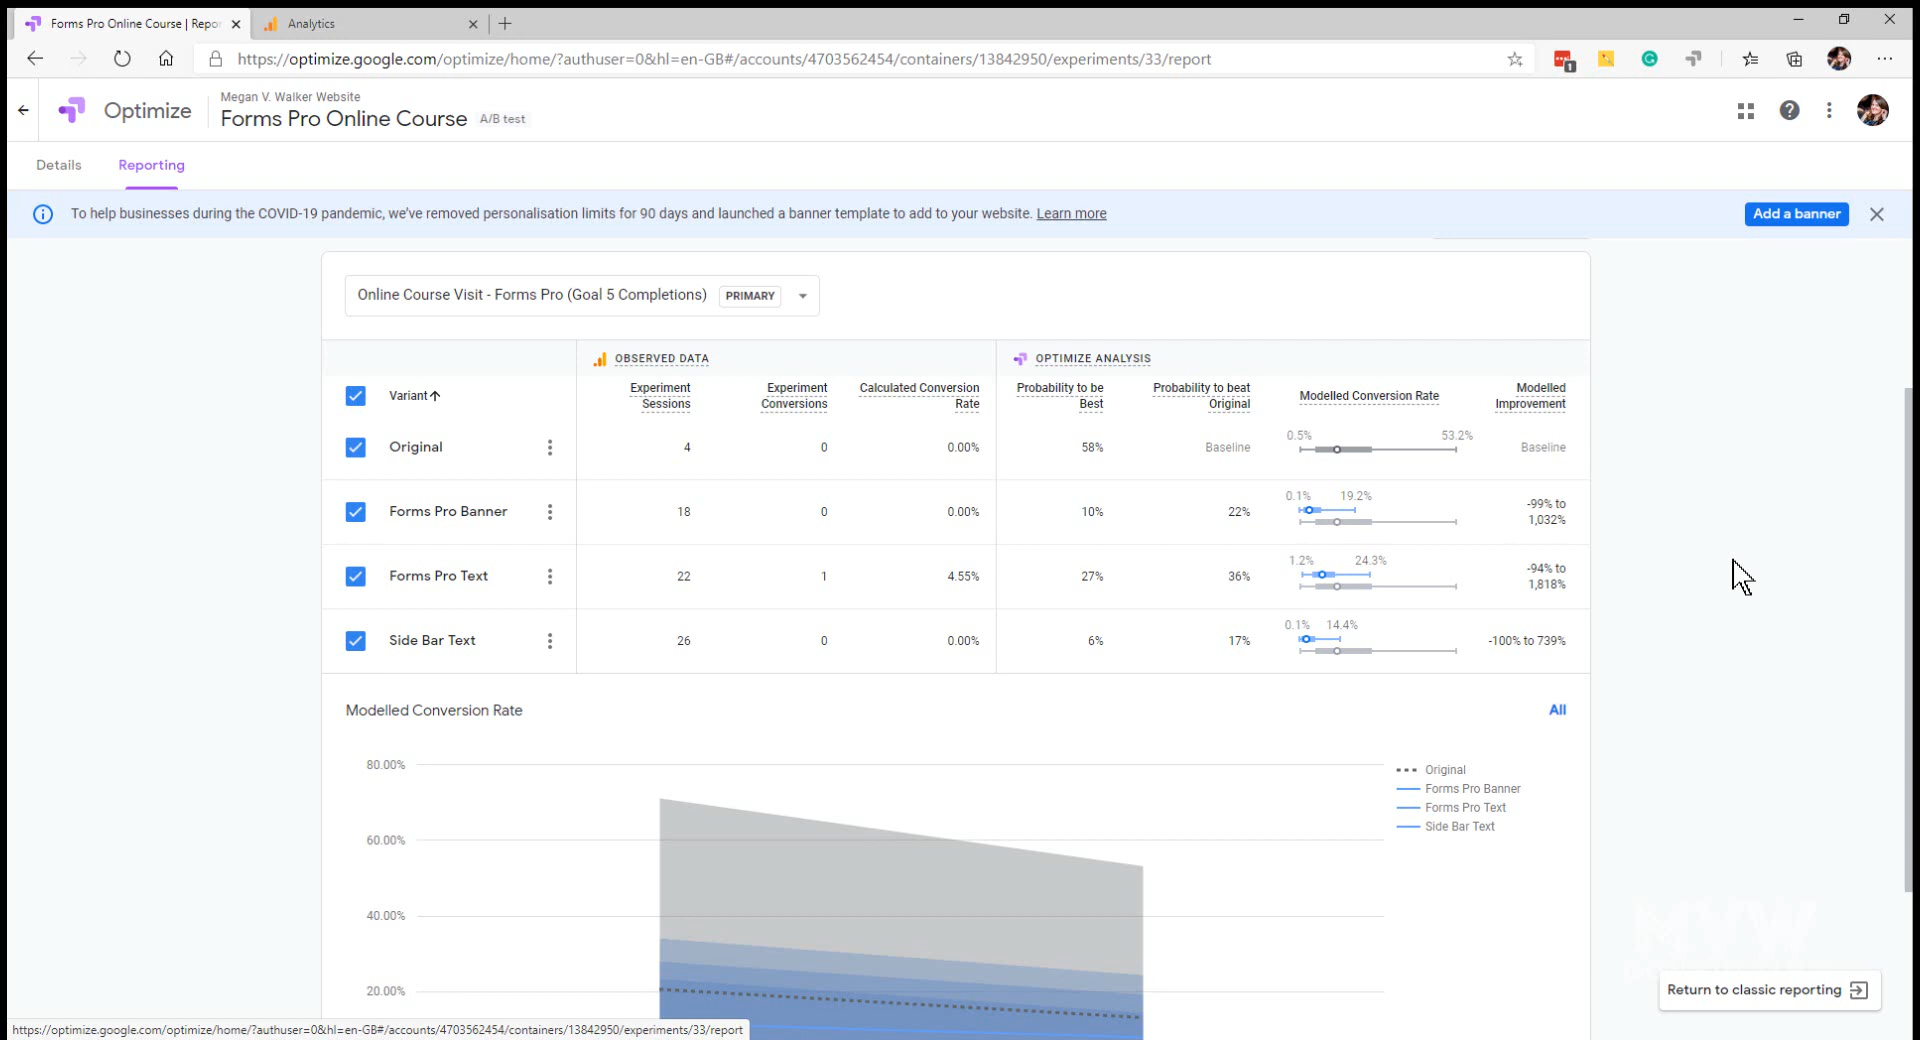 Forms Pro Online Course | Repor
Analytics
https://optimize.google.com/optimize/home/?authuser=0&hl=en-GB#/accounts/4703562454/containers/13842950/experiments/33/report
1
Optimize
Megan V. Walker Website
Forms Pro Online Course A/B test
Details Reporting
To help businesses during the COVID-19 pandemic, we've removed personalisation limits for 90 days and launched a banner template to add to your website. Learn more
Add a banner
Online Course Visit - Forms Pro (Goal 5 Completions) PRIMARY
OBSERVED DATA
OPTIMIZE ANALYSIS
Variant
Experiment
Sessions
Experiment
Conversions
Calculated Conversion
Rate
Probability to be
Best
Probability to beat
Original
Modelled Conversion Rate
Modelled
Improvement
Original 4 0 0.00% 58% Baseline 0.5% 53.2% Baseline
Forms Pro Banner 18 0 0.00% 10% 22% 0.1% 19.2% -99% to
1,032%
Forms Pro Text 22 1 4.55% 27% 36% 1.2% 24.3% -94% to
1,818%
Side Bar Text 26 0 0.00% 6% 17% 0.1% 14.4% -100% to 739%
Modelled Conversion Rate
All
80.00%
60.00%
40.00%
20.00%
Original
Forms Pro Banner
Forms Pro Text
Side Bar Text
MVW
Return to classic reporting
https://optimize.google.com/optimize/home/?authuser=0&hl=en-GB#/accounts/4703562454/containers/13842950/experiments/33/report